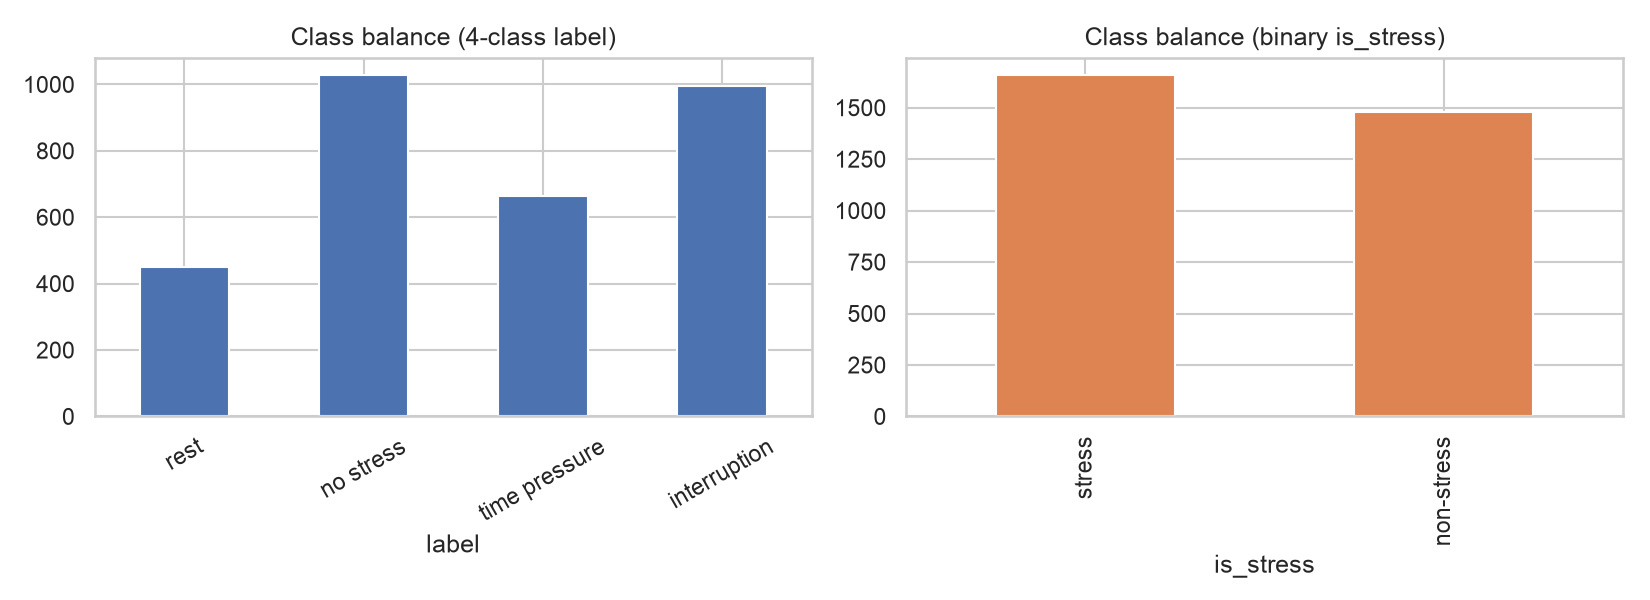 Class balance (4-class label)
1000
800
600
400
200
0
rest
no stress
time pressure
interruption
label
Class balance (binary is_stress)
1500
1250
1000
750
500
250
0
stress
non-stress
is_stress